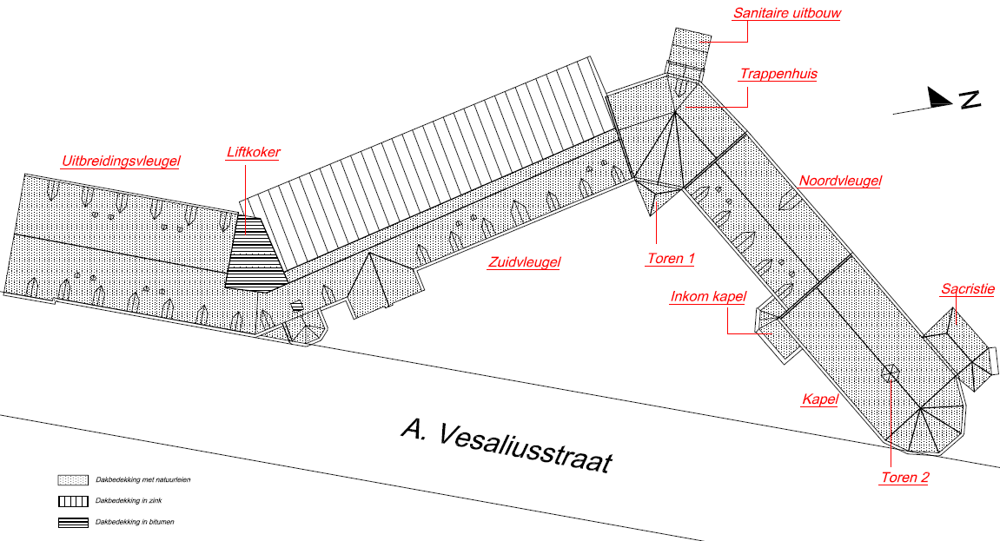 Sanitaire uitbouw
Trappenhuis
N
Uitbreidingsvleugel
Liftkoker
Noordvleugel
Zuidvleugel
Toren 1
Inkom kapel
Sacristie
Kapel
A. Vesaliusstraat
Toren 2
Dakbedekking met natuurleien
Dakbedekking in zink
Dakbedekking in bitumen